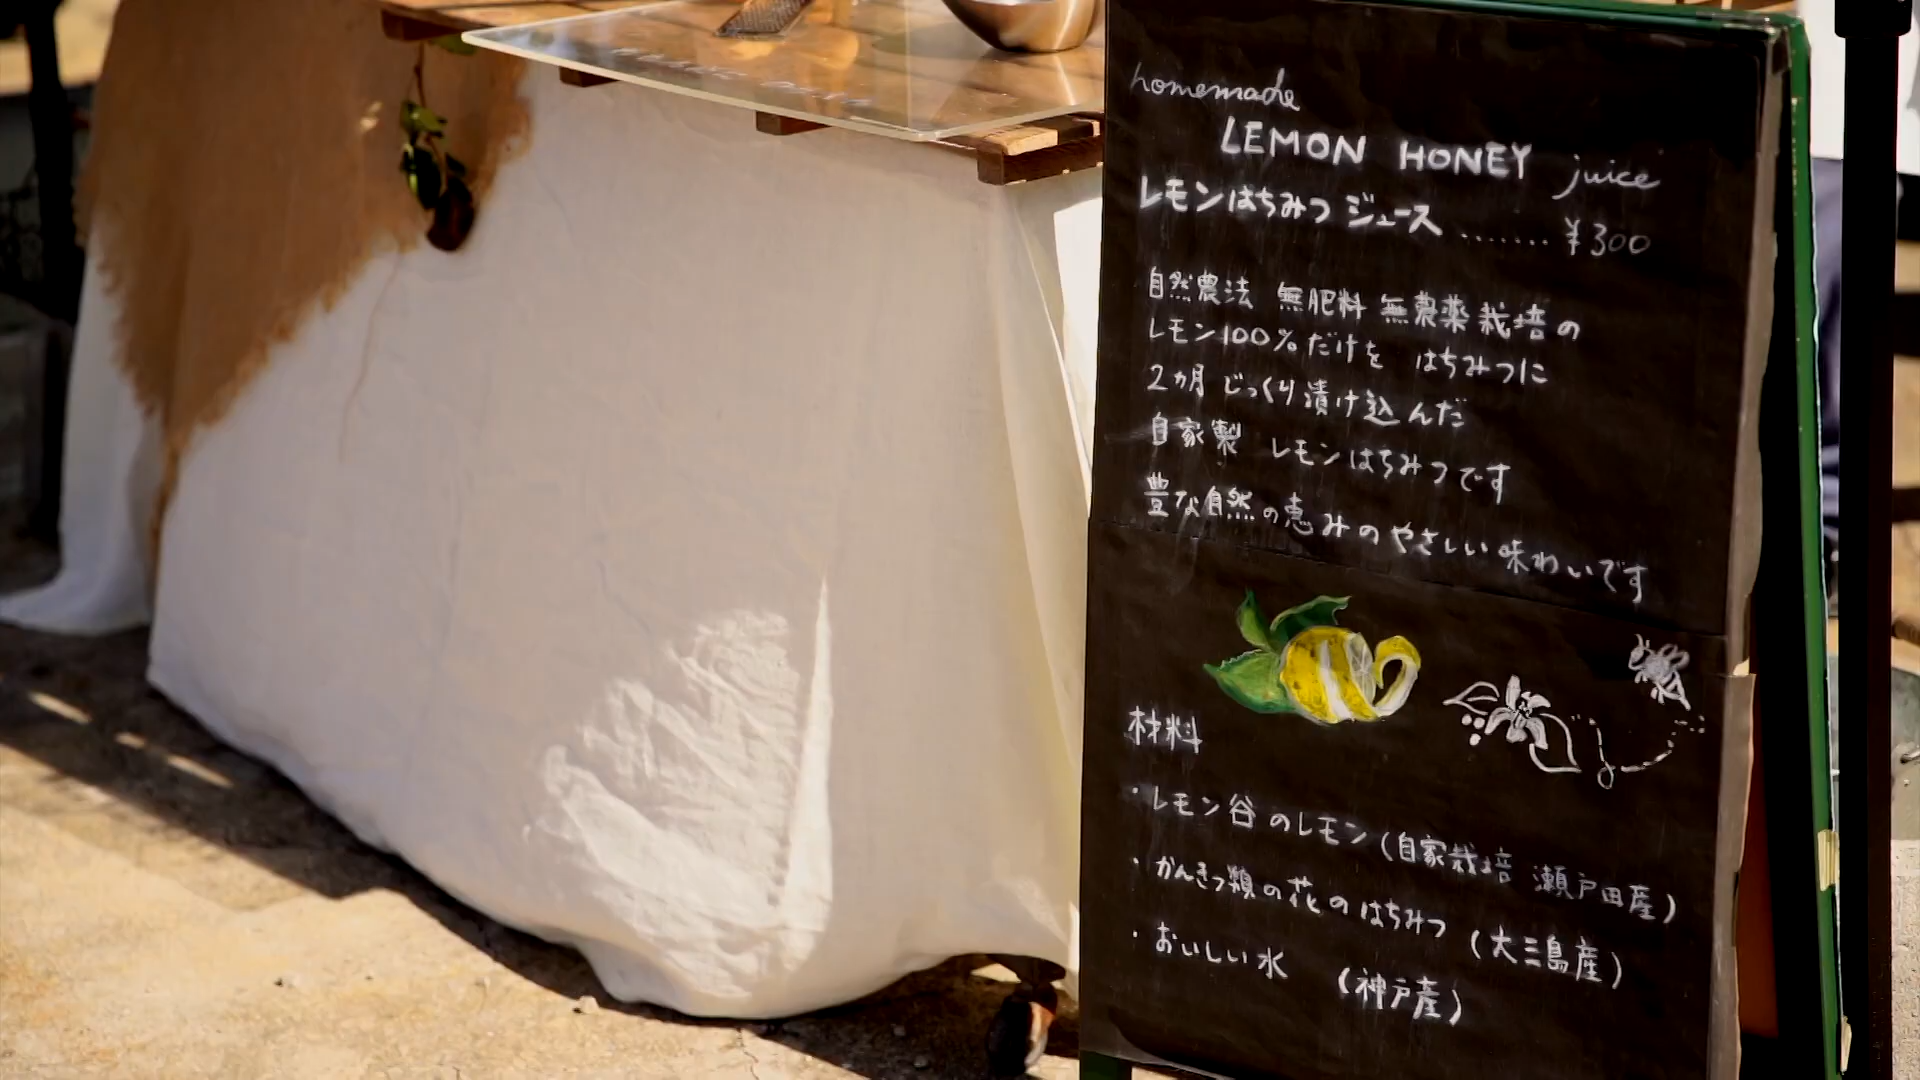 homemade
LEMON HONEY juice
レモンはちみつ ジュース ....... ¥300
自然農法 無肥料 無農薬 栽培の
レモン100%だけを はちみつに
2ヵ月 じっくり漬け込んだ
自家製 レモンはちみつです
豊な自然の恵みのやさしい味わいです
材料
・レモン谷のレモン(自家栽培 瀬戸田産)
・かんきつ類の花のはちみつ (大三島産)
・おいしい水 (神戸産)